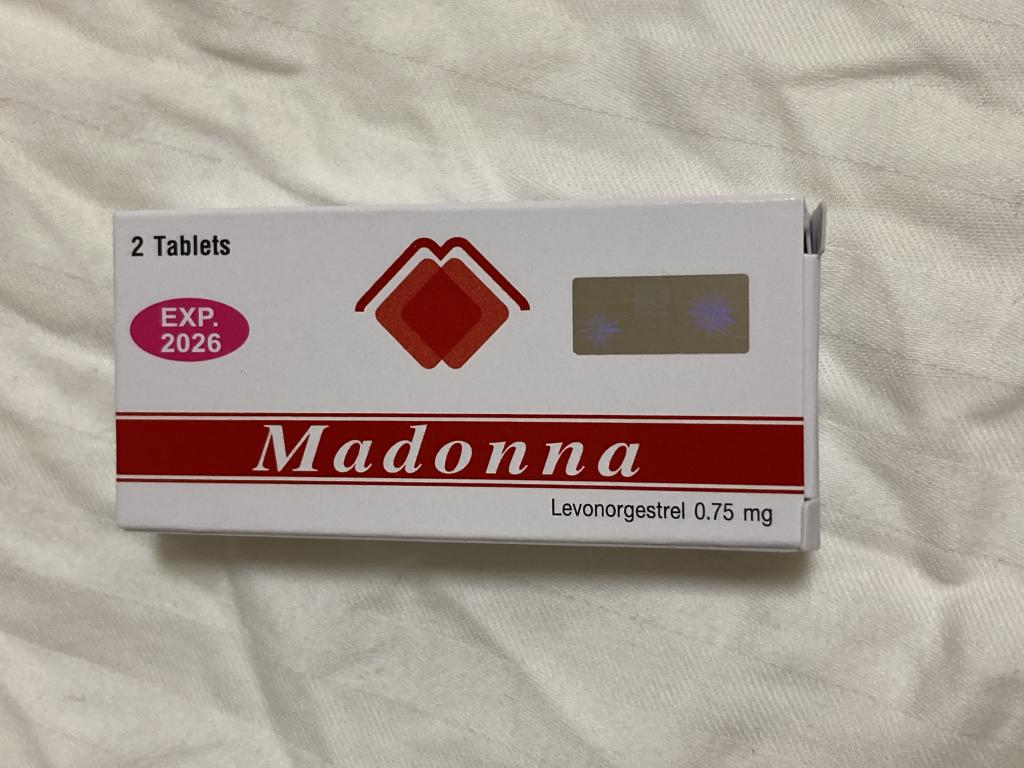 2 Tablets
EXP.
2026
Madonna
Levonorgestrel 0.75 mg